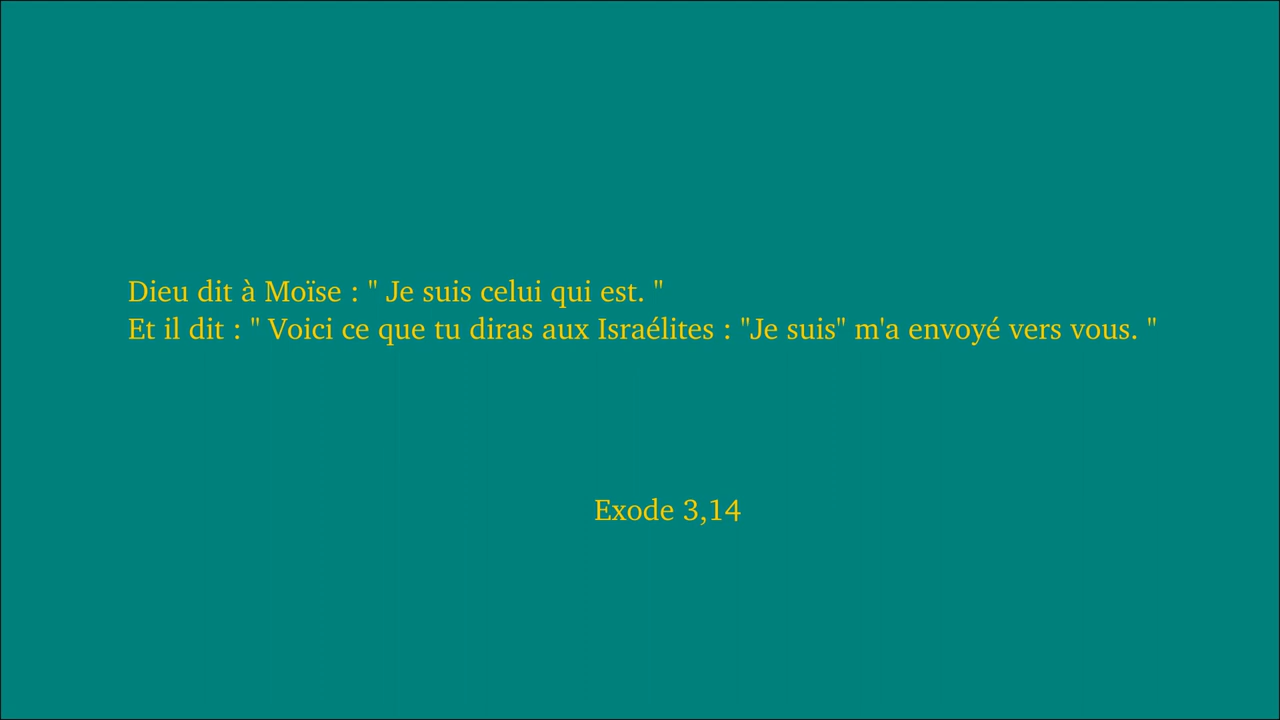 Dieu dit à Moïse : " Je suis celui qui est. "
Et il dit : " Voici ce que tu diras aux Israélites : "Je suis" m'a envoyé vers vous. "
Exode 3,14